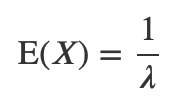 E(X) = 1/λ